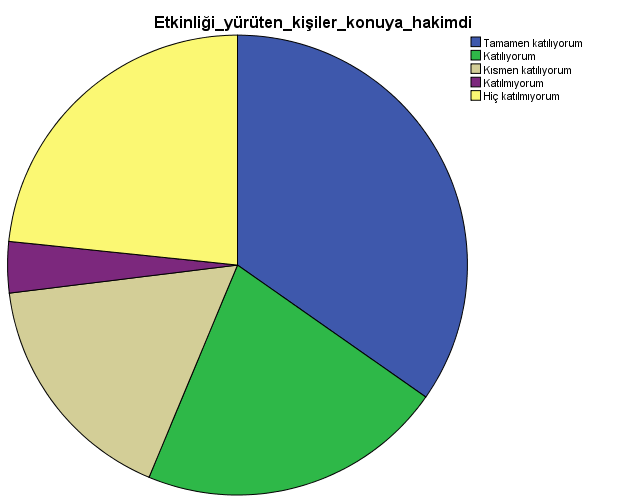 Etkinliği_yürüten_kişiler_konuya_hakimdi
Tamamen katılıyorum
Katılıyorum
Kısmen katılıyorum
Katılmıyorum
Hiç katılmıyorum